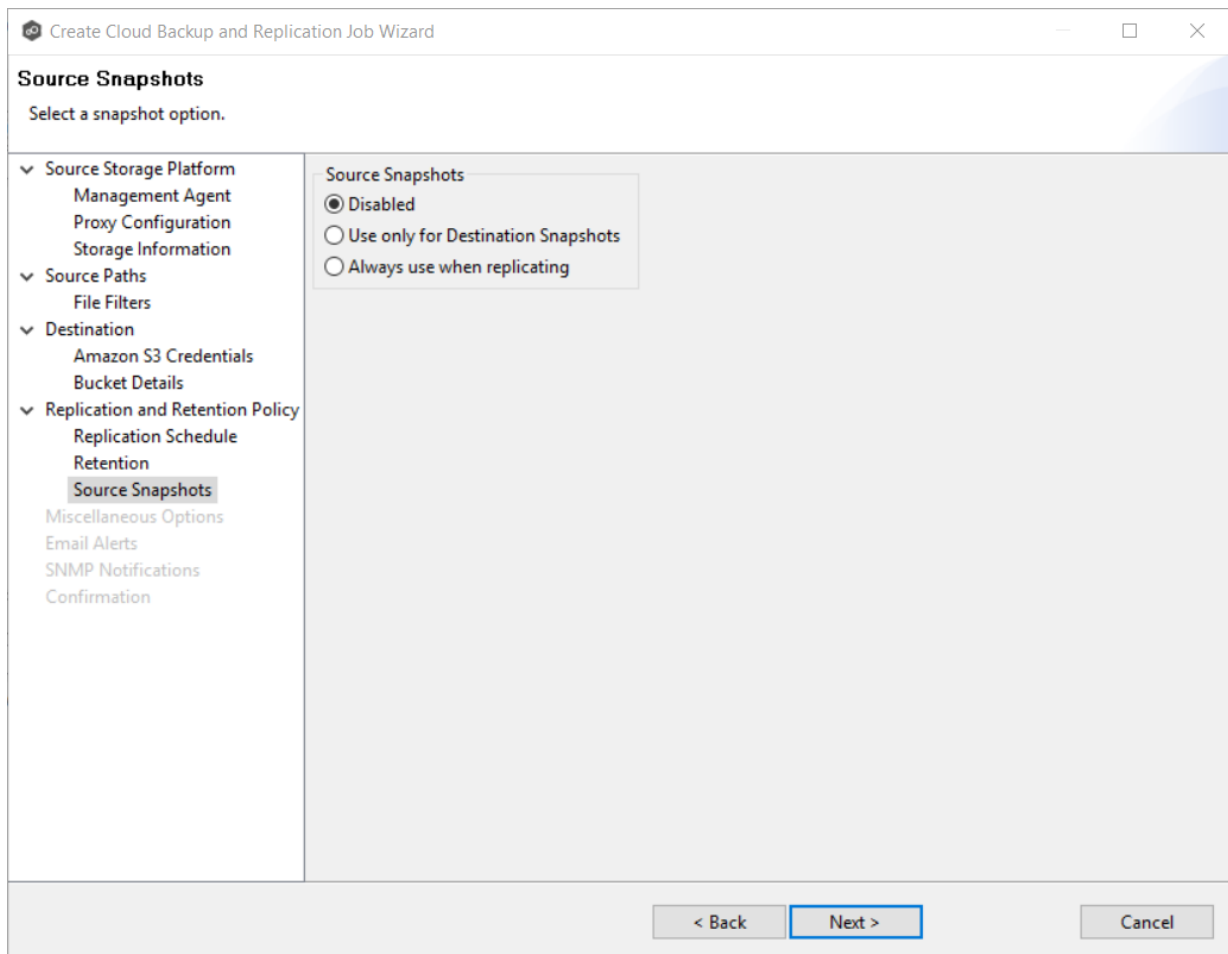 Create Cloud Backup and Replication Job Wizard
Source Snapshots
Select a snapshot option.
Source Storage Platform
Management Agent
Proxy Configuration
Storage Information
Source Paths
File Filters
Destination
Amazon S3 Credentials
Bucket Details
Replication and Retention Policy
Replication Schedule
Retention
Source Snapshots
Miscellaneous Options
Email Alerts
SNMP Notifications
Confirmation
Source Snapshots
Disabled
Use only for Destination Snapshots
Always use when replicating
< Back Next > Cancel